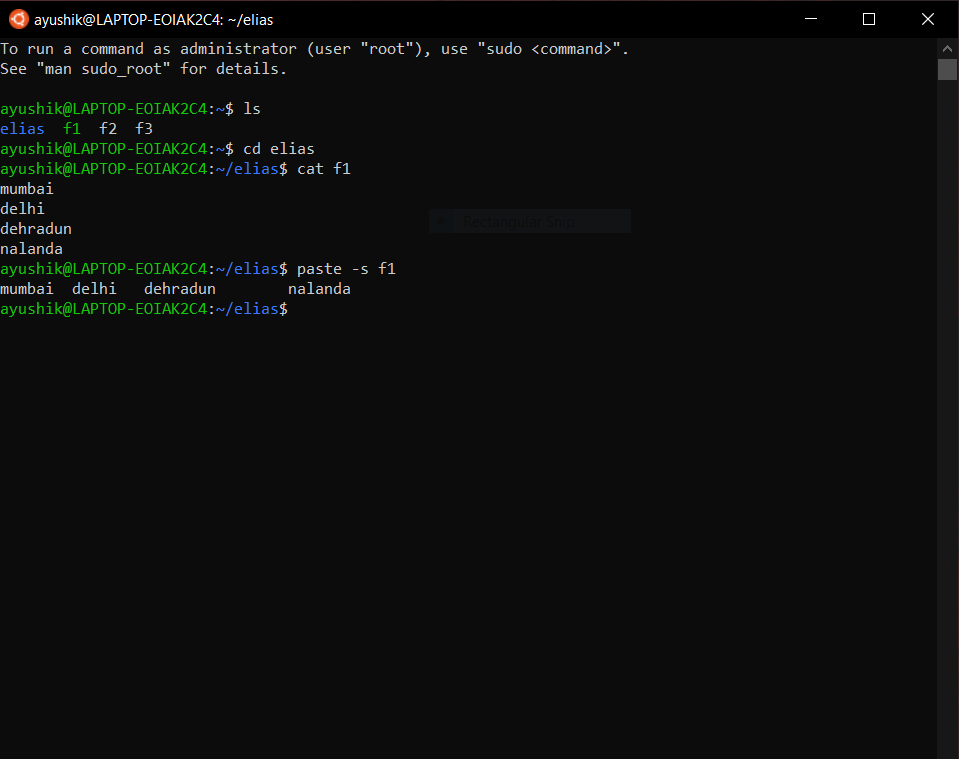 ayushik@LAPTOP-EOIAK2C4: ~/elias
To run a command as administrator (user "root"), use "sudo <command>".
See "man sudo_root" for details.
ayushik@LAPTOP-EOIAK2C4:~$ ls
elias  f1  f2  f3
ayushik@LAPTOP-EOIAK2C4:~$ cd elias
ayushik@LAPTOP-EOIAK2C4:~/elias$ cat f1
mumbai
delhi
dehradun
Rectangular Snip
nalanda
ayushik@LAPTOP-EOIAK2C4:~/elias$ paste -s f1
mumbai  delhi   dehradun        nalanda
ayushik@LAPTOP-EOIAK2C4:~/elias$